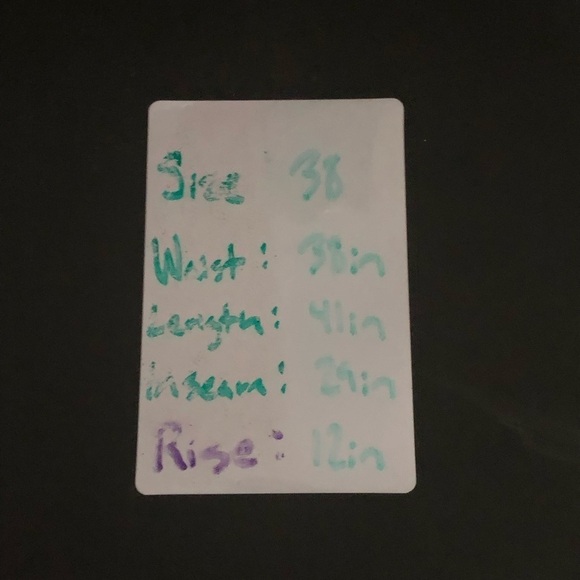 Size : 38
Waist : 38in
Length : 41in
inseam : 29in
Rise : 12in